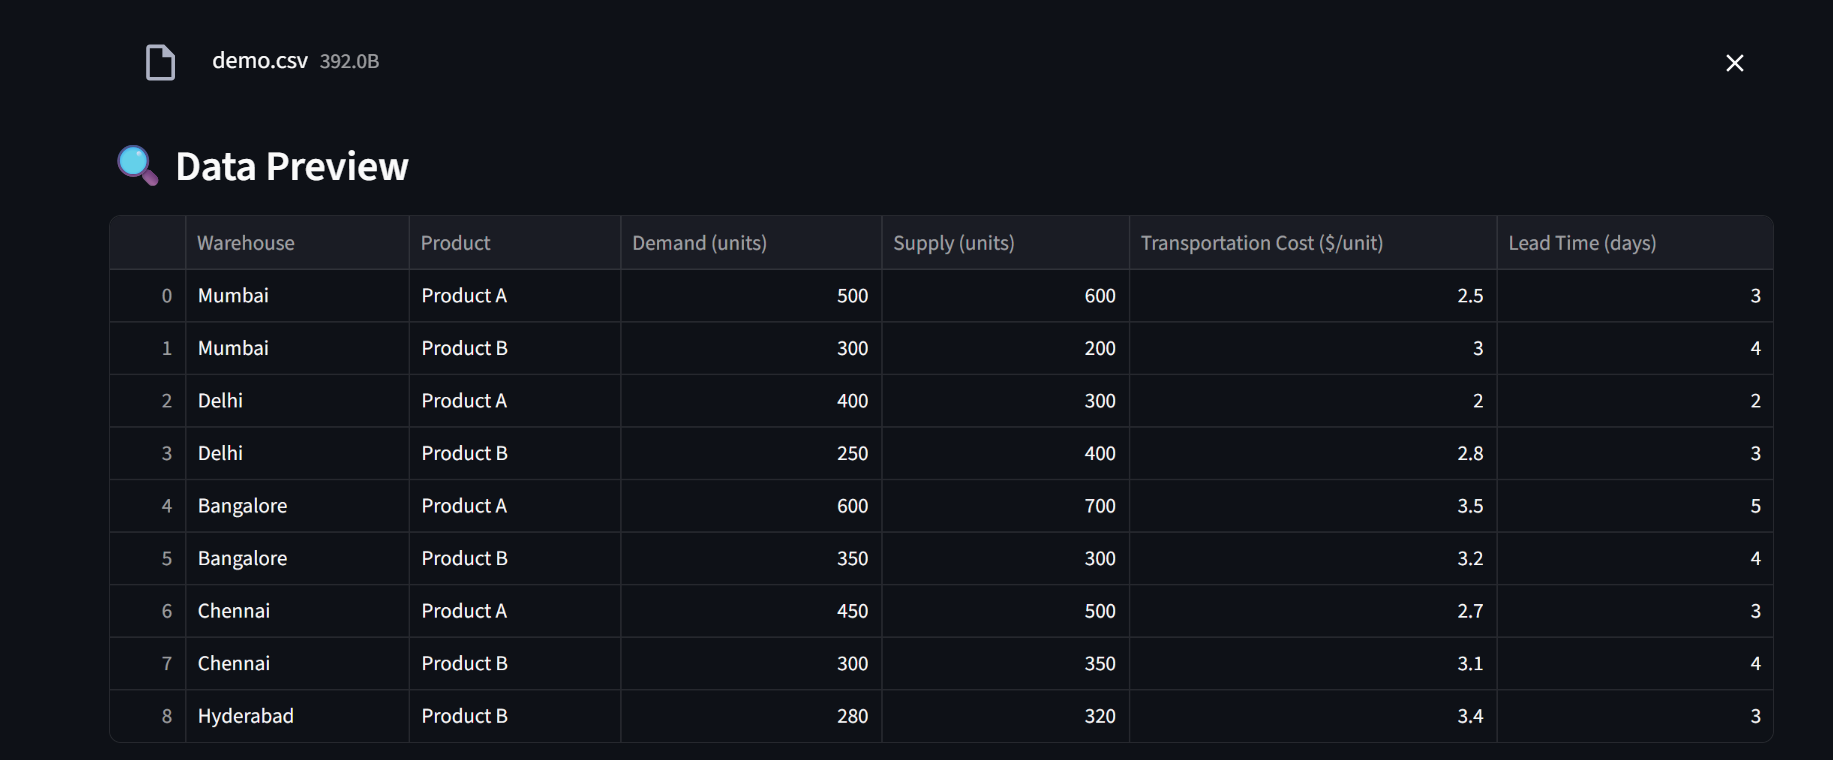 demo.csv 392.0B
Data Preview
Warehouse Product Demand (units) Supply (units) Transportation Cost ($/unit) Lead Time (days)
0 Mumbai Product A 500 600 2.5 3
1 Mumbai Product B 300 200 3 4
2 Delhi Product A 400 300 2 2
3 Delhi Product B 250 400 2.8 3
4 Bangalore Product A 600 700 3.5 5
5 Bangalore Product B 350 300 3.2 4
6 Chennai Product A 450 500 2.7 3
7 Chennai Product B 300 350 3.1 4
8 Hyderabad Product B 280 320 3.4 3